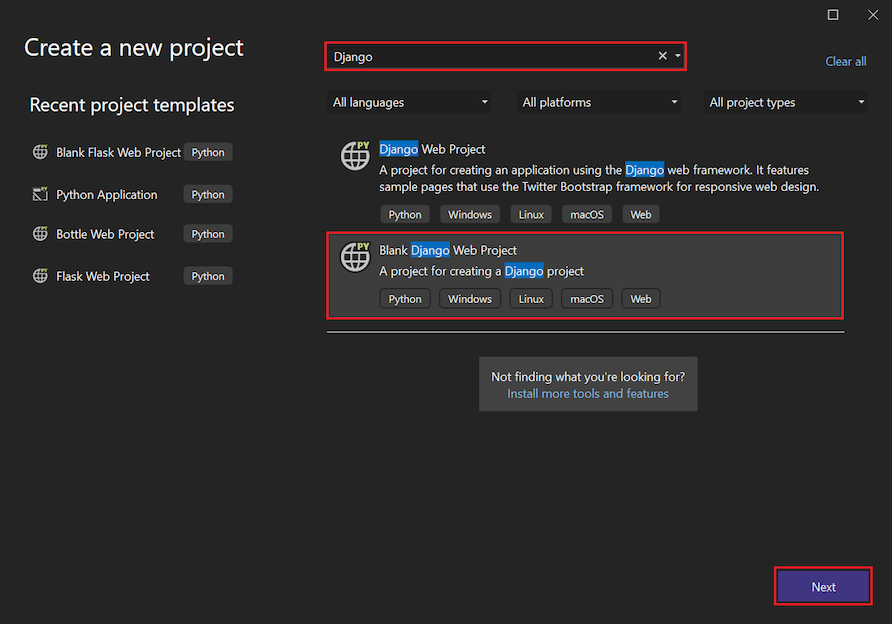 Create a new project
Django
Clear all
Recent project templates
Blank Flask Web Project Python
Python Application Python
Bottle Web Project Python
Flask Web Project Python
All languages All platforms All project types
PY
Django Web Project
A project for creating an application using the Django web framework. It features
sample pages that use the Twitter Bootstrap framework for responsive web design.
Python Windows Linux macOS Web
PY
Blank Django Web Project
A project for creating a Django project
Python Windows Linux macOS Web
Not finding what you're looking for?
Install more tools and features
Next